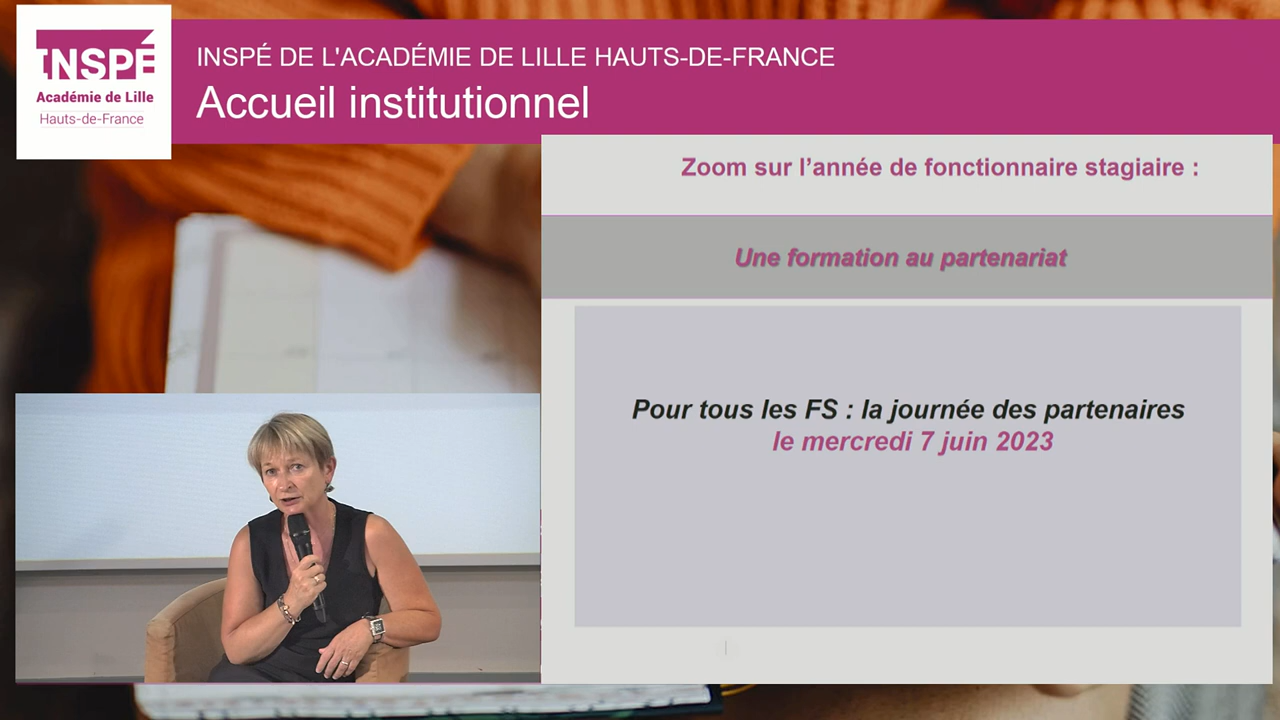 INSPÉ
Académie de Lille
Hauts-de-France
INSPÉ DE L'ACADÉMIE DE LILLE HAUTS-DE-FRANCE
Accueil institutionnel
Zoom sur l’année de fonctionnaire stagiaire :
Une formation au partenariat
Pour tous les FS : la journée des partenaires
le mercredi 7 juin 2023